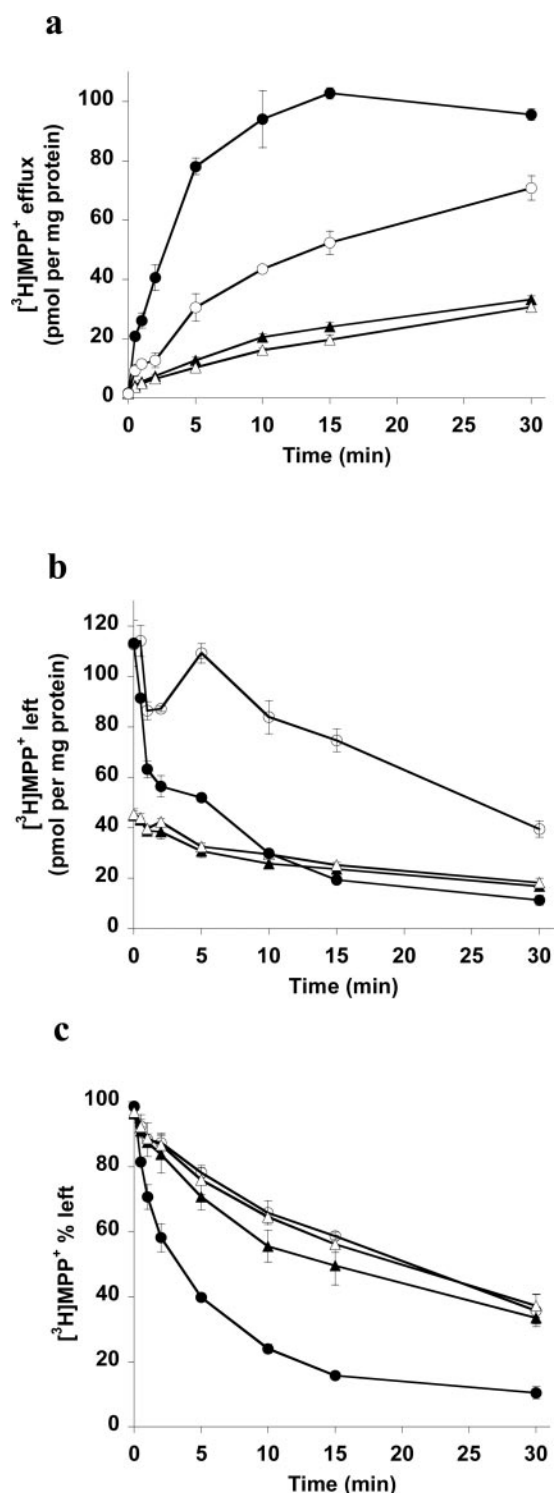 a
[³H]MPP⁺ efflux
(pmol per mg protein)
100
80
60
40
20
0
0 5 10 15 20 25 30
Time (min)
b
[³H]MPP⁺ left
(pmol per mg protein)
120
100
80
60
40
20
0
0 5 10 15 20 25 30
Time (min)
c
[³H]MPP⁺ % left
100
80
60
40
20
0
0 5 10 15 20 25 30
Time (min)